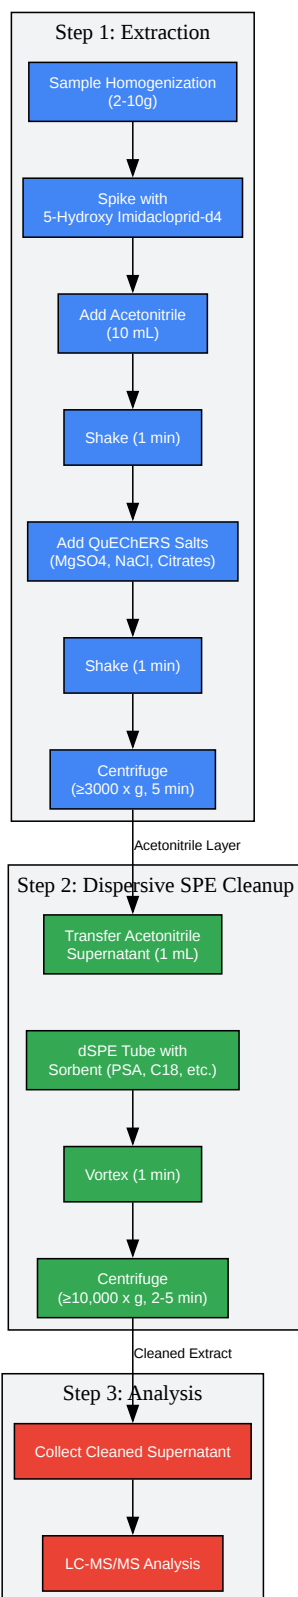 Step 1: Extraction
Sample Homogenization
(2-10g)
Spike with
5-Hydroxy Imidacloprid-d4
Add Acetonitrile
(10 mL)
Shake (1 min)
Add QuEChERS Salts
(MgSO4, NaCl, Citrates)
Shake (1 min)
Centrifuge
(≥3000 x g, 5 min)
Acetonitrile Layer
Step 2: Dispersive SPE Cleanup
Transfer Acetonitrile
Supernatant (1 mL)
dSPE Tube with
Sorbent (PSA, C18, etc.)
Vortex (1 min)
Centrifuge
(≥10,000 x g, 2-5 min)
Cleaned Extract
Step 3: Analysis
Collect Cleaned Supernatant
LC-MS/MS Analysis